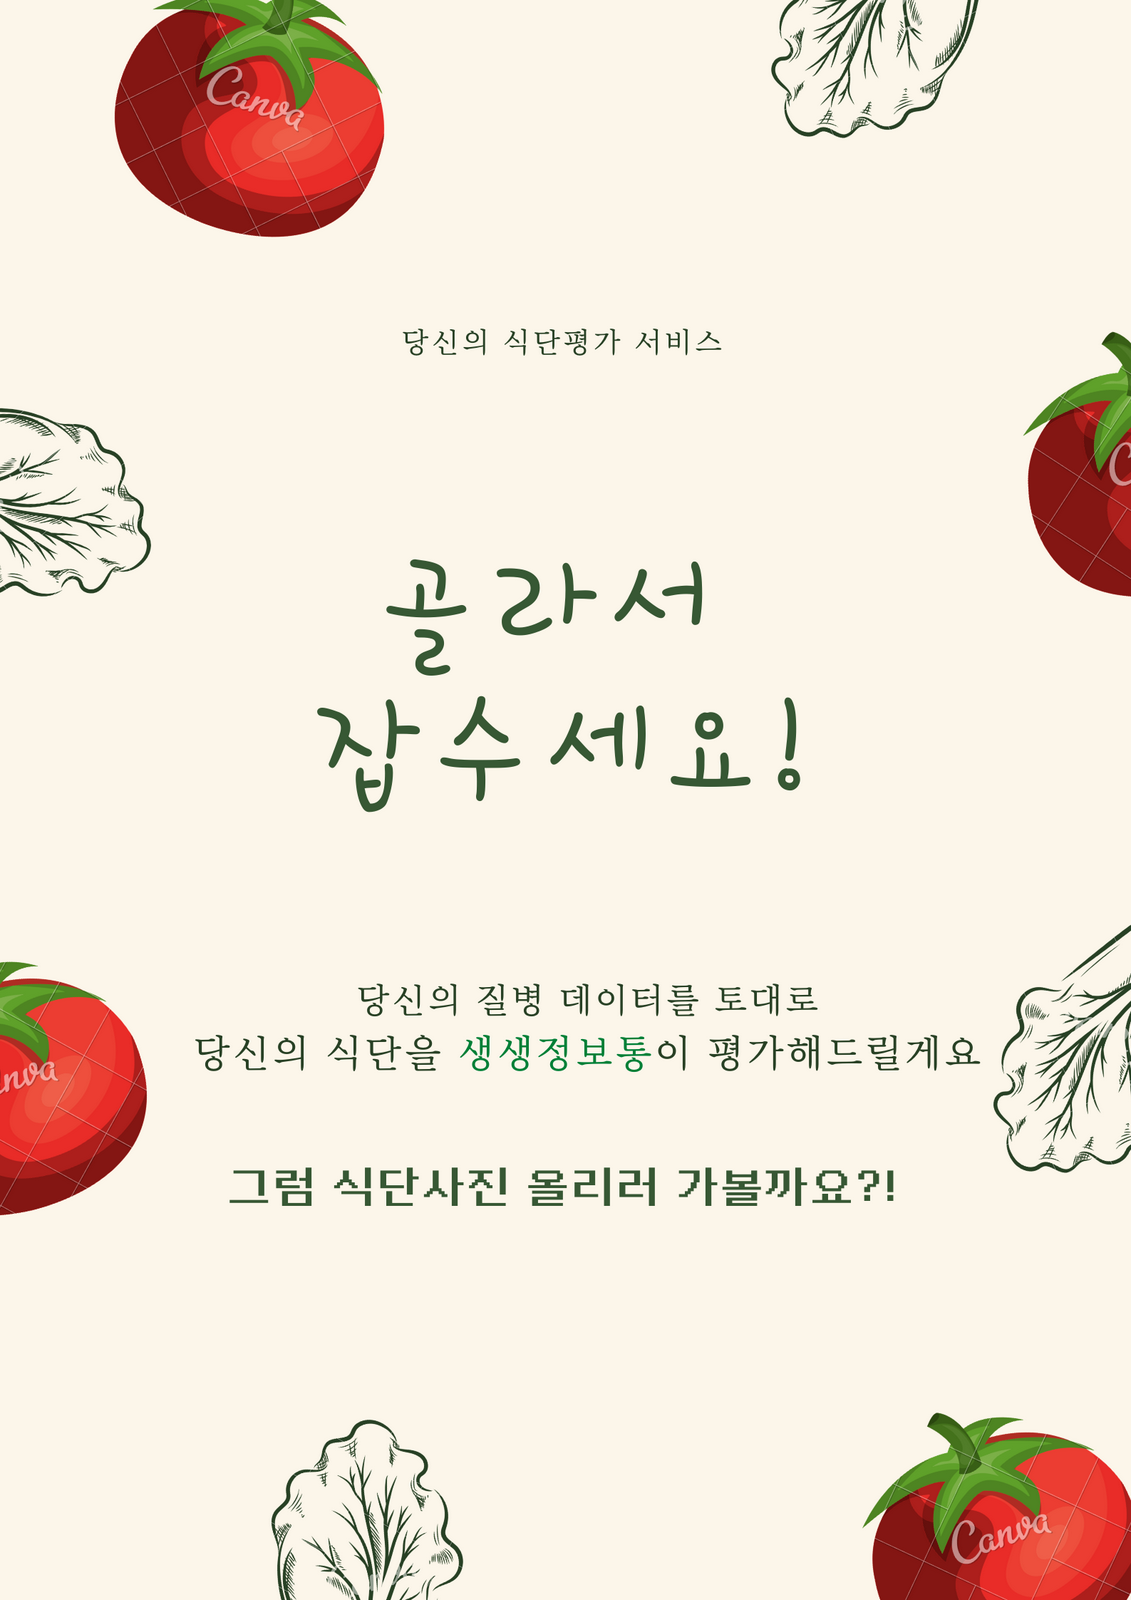 Canva
당신의 식단평가 서비스
골라서
잡수세요!
당신의 질병 데이터를 토대로
당신의 식단을 생생정보통이 평가해드릴게요
그럼 식단사진 올리러 가볼까요?!
Canva